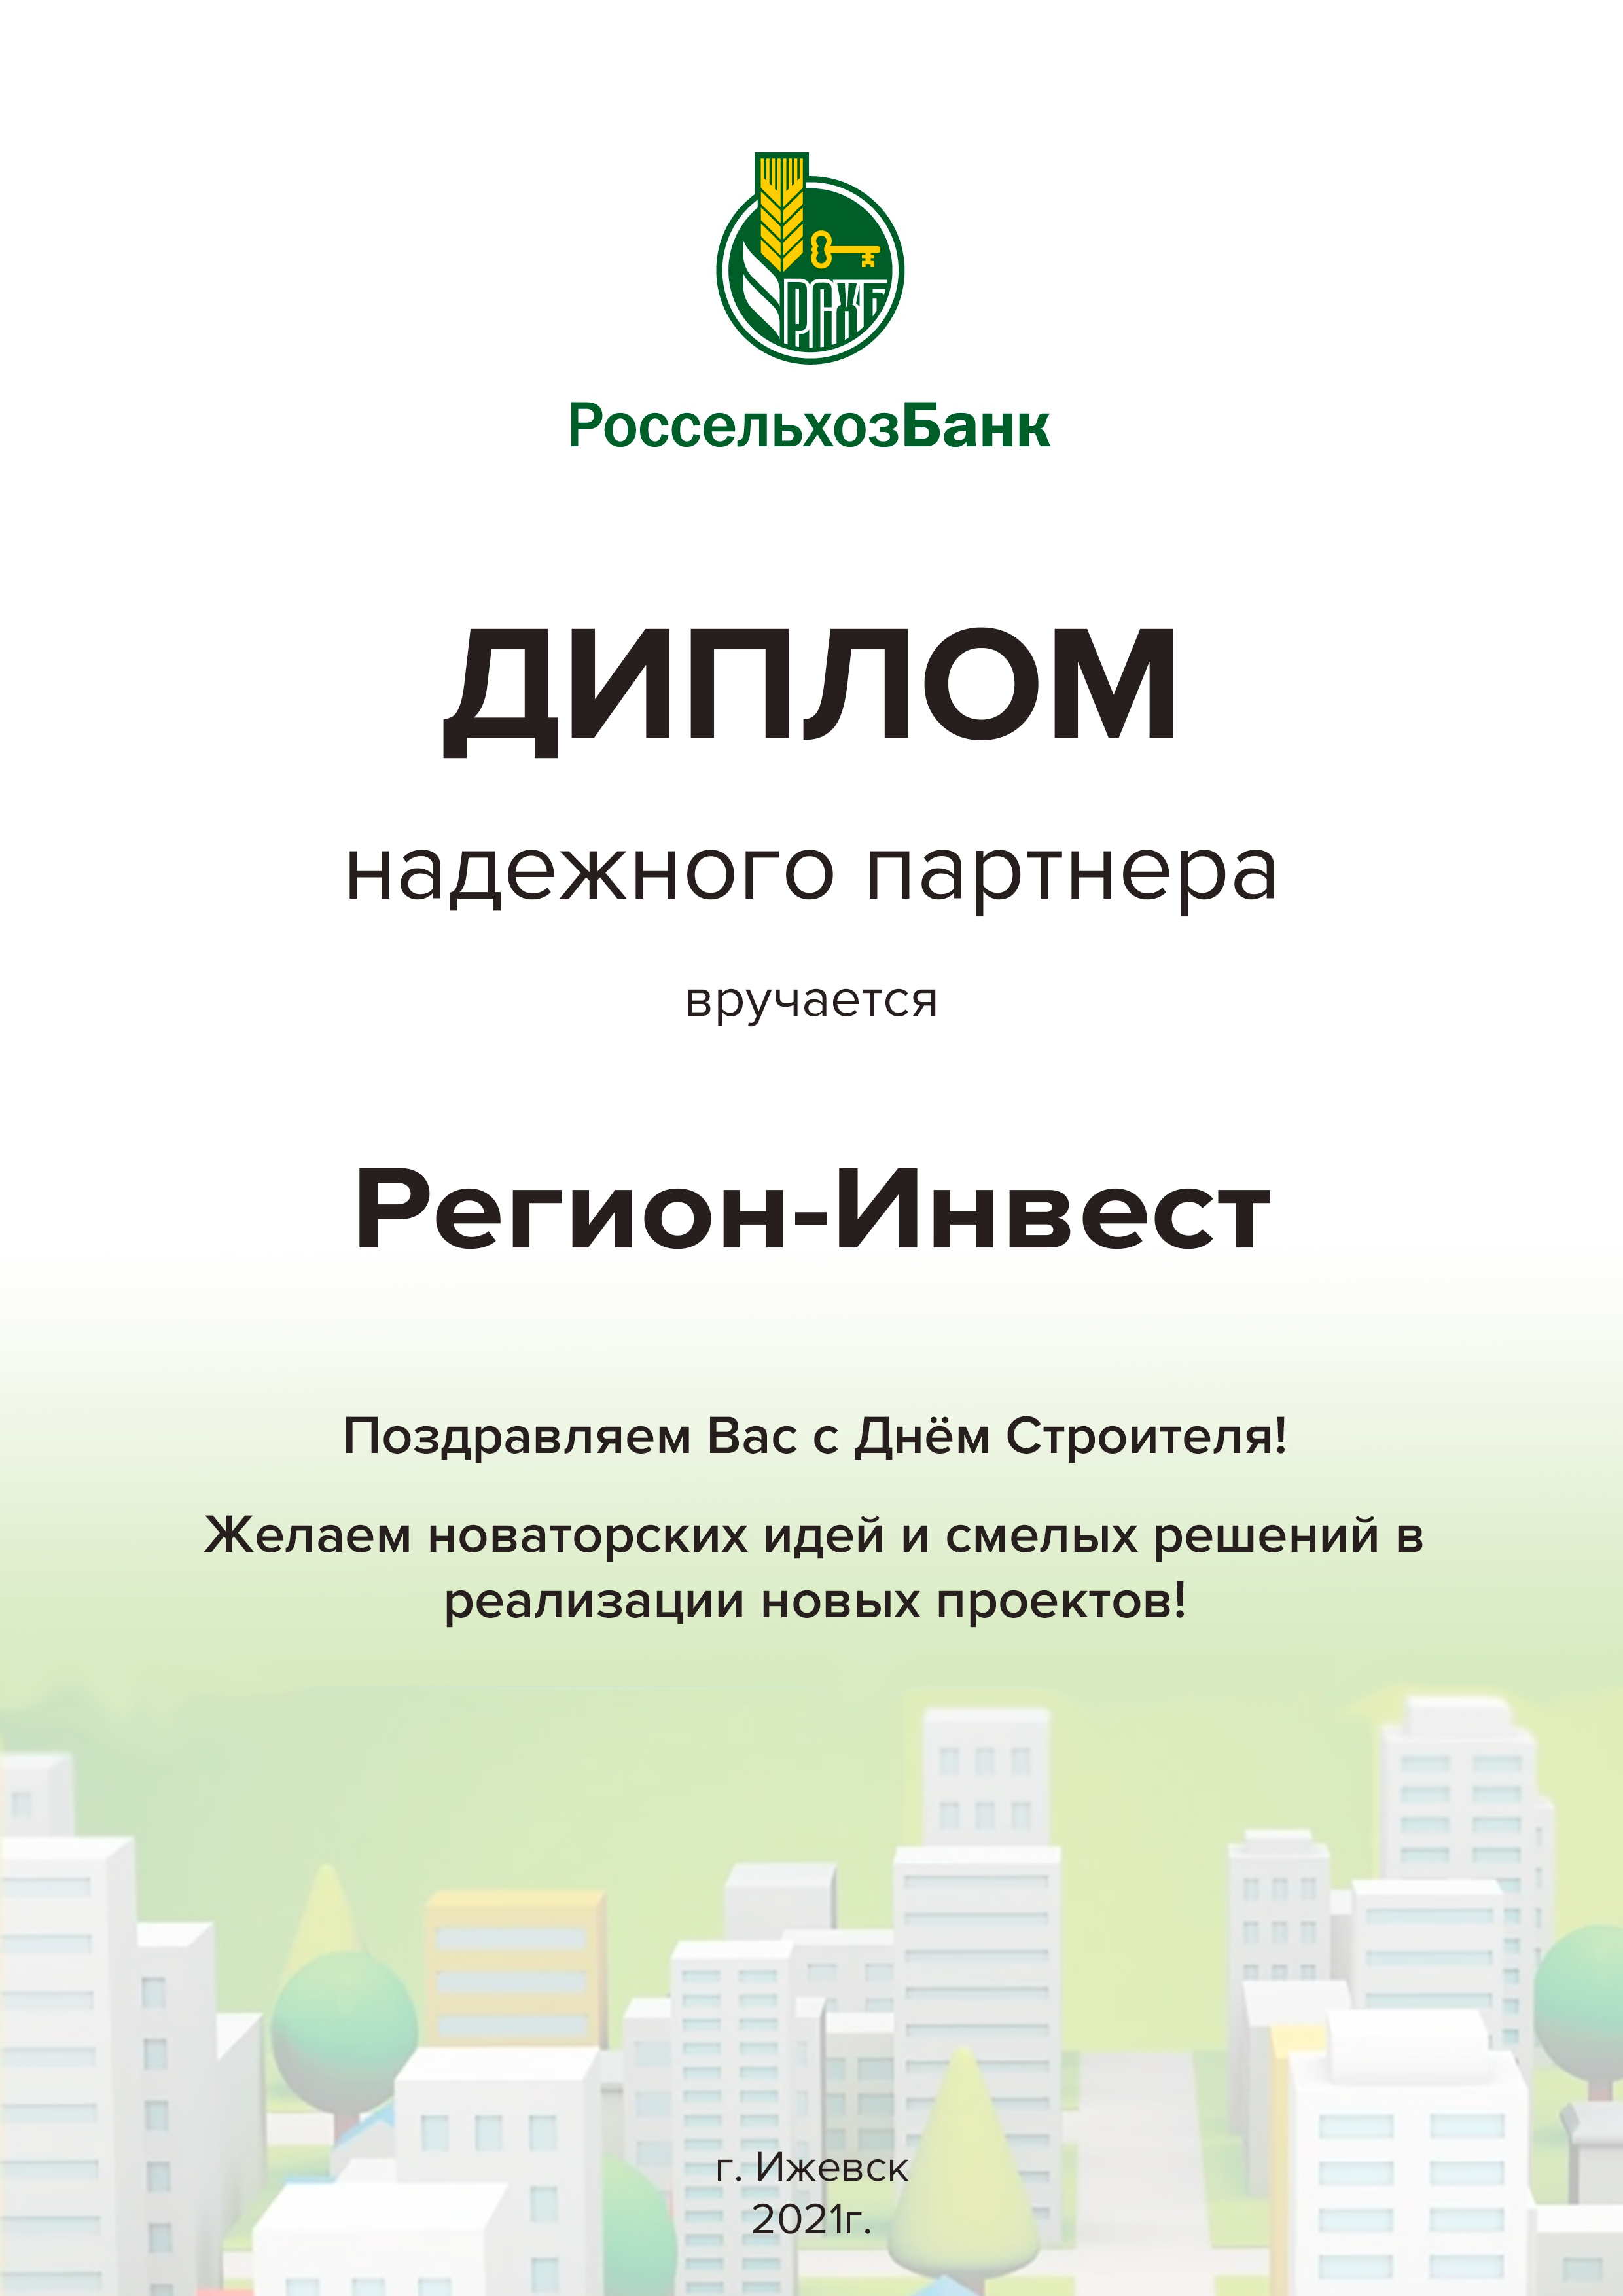 РСХБ
РоссельхозБанк
ДИПЛОМ
надежного партнера
вручается
Регион-Инвест
Поздравляем Вас с Днём Строителя!
Желаем новаторских идей и смелых решений в
реализации новых проектов!
г. Ижевск
2021г.